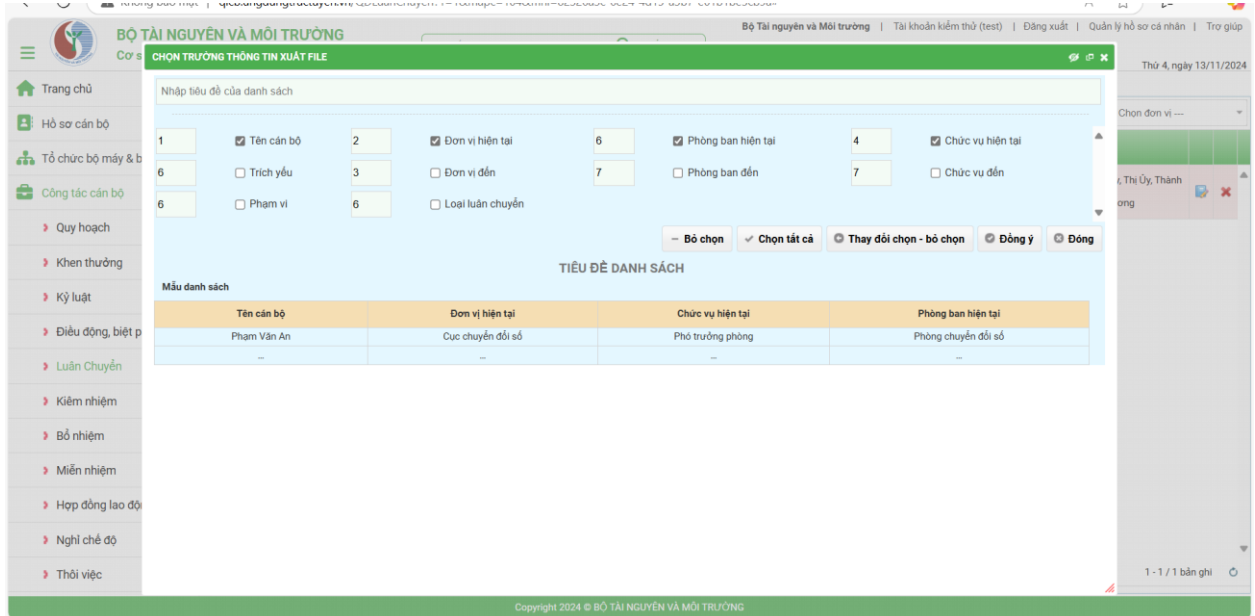 Không bảo mật
BỘ TÀI NGUYÊN VÀ MÔI TRƯỜNG
Cơ s
Bộ Tài nguyên và Môi trường | Tài khoản kiểm thử (test) | Đăng xuất | Quản lý hồ sơ cá nhân | Trợ giúp
Thứ 4, ngày 13/11/2024
CHỌN TRƯỜNG THÔNG TIN XUẤT FILE
Nhập tiêu đề của danh sách
1 Tên cán bộ 2 Đơn vị hiện tại 6 Phòng ban hiện tại 4 Chức vụ hiện tại
6 Trích yếu 3 Đơn vị đến 7 Phòng ban đến 7 Chức vụ đến
6 Phạm vi 6 Loại luân chuyển
Bỏ chọn Chọn tất cả Thay đổi chọn - bỏ chọn Đồng ý Đóng
TIÊU ĐỀ DANH SÁCH
Mẫu danh sách
Tên cán bộ Đơn vị hiện tại Chức vụ hiện tại Phòng ban hiện tại
Phạm Văn An Cục chuyển đổi số Phó trưởng phòng Phòng chuyển đổi số
... ... ... ...
Trang chủ
Hồ sơ cán bộ
Tổ chức bộ máy & b
Công tác cán bộ
Quy hoạch
Khen thưởng
Kỷ luật
Điều động, biệt p
Luân Chuyển
Kiêm nhiệm
Bổ nhiệm
Miễn nhiệm
Hợp đồng lao độ
Nghỉ chế độ
Thôi việc
Chọn đơn vị ---
, Thị Ủy, Thành
ơng
1 - 1 / 1 bản ghi
Copyright 2024 © BỘ TÀI NGUYÊN VÀ MÔI TRƯỜNG